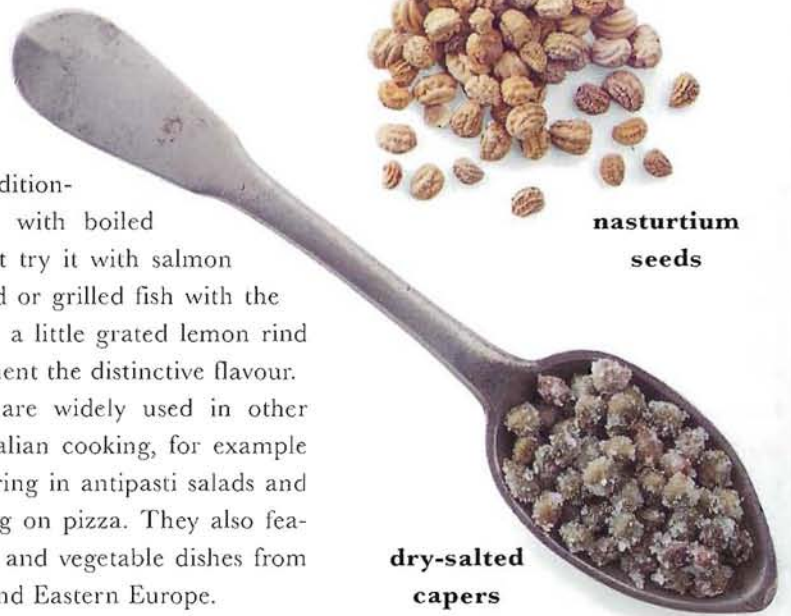 dition-
with boiled
t try it with salmon
d or grilled fish with the
a little grated lemon rind
ent the distinctive flavour.
are widely used in other
alian cooking, for example
ring in antipasti salads and
g on pizza. They also fea-
and vegetable dishes from
nd Eastern Europe.
nasturtium
seeds
dry-salted
capers